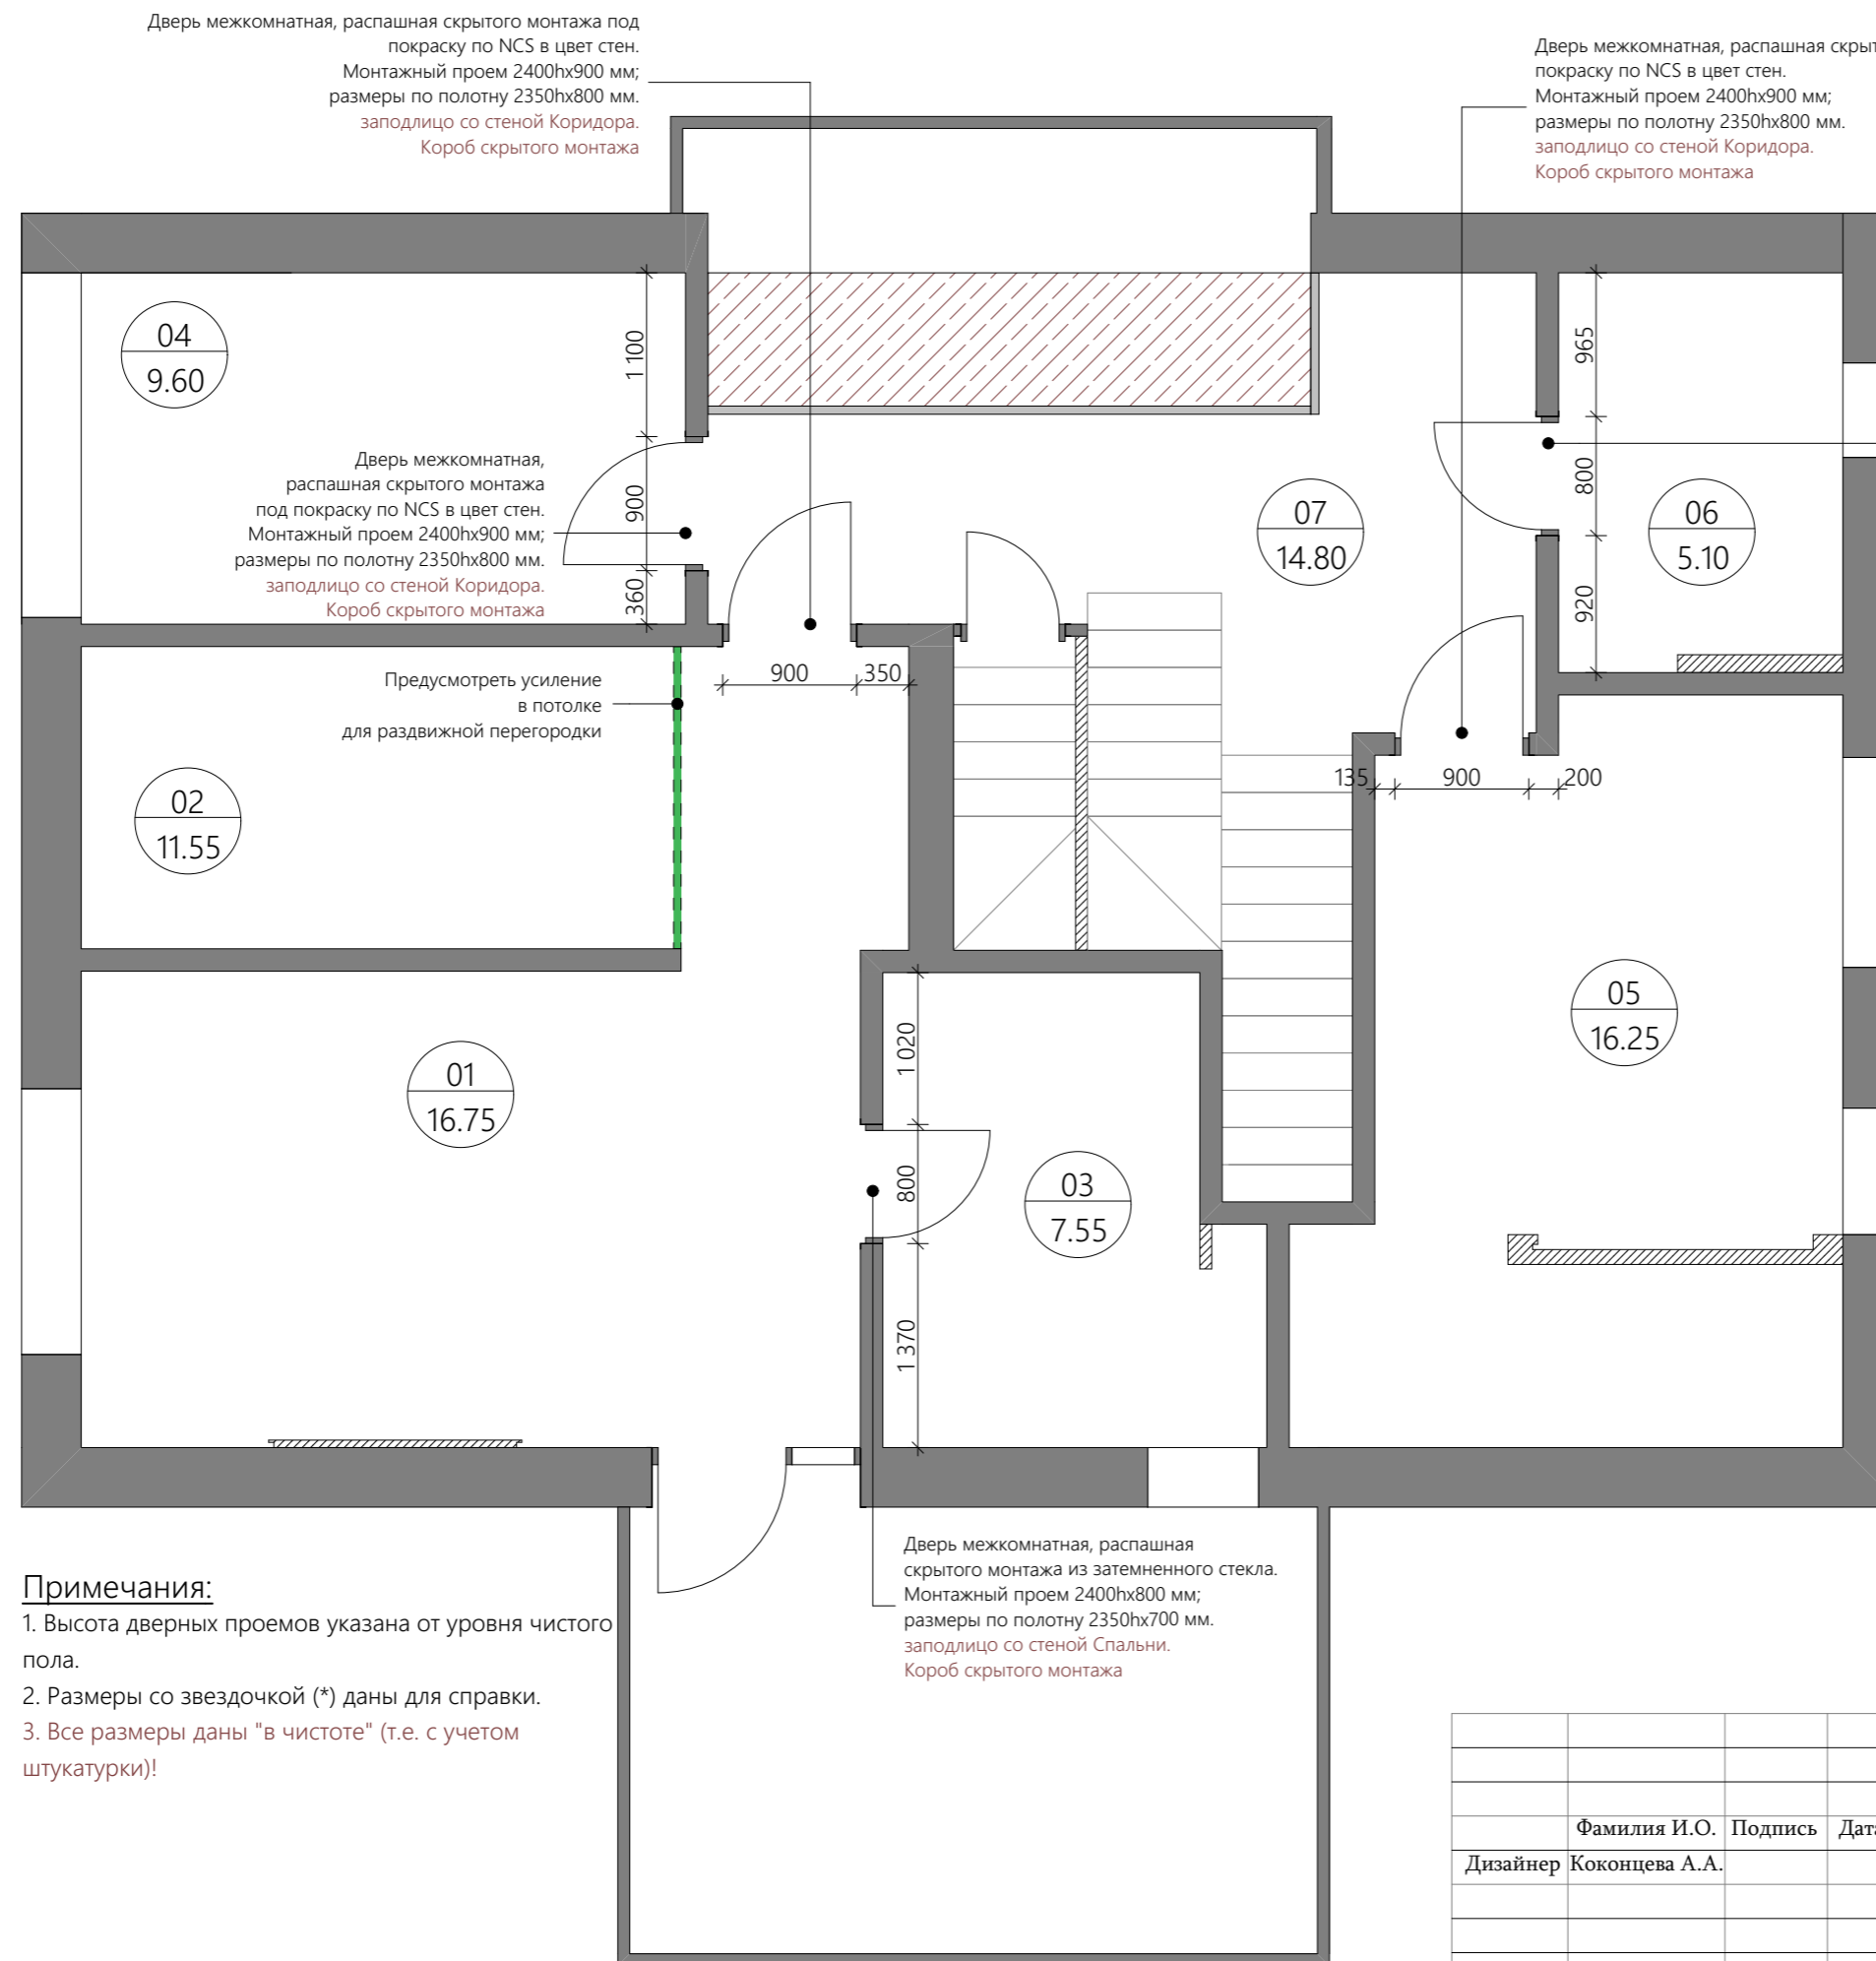 Дверь межкомнатная, распашная скрытого монтажа под
покраску по NCS в цвет стен.
Монтажный проем 2400hx900 мм;
размеры по полотну 2350hx800 мм.
заподлицо со стеной Коридора.
Короб скрытого монтажа
Дверь межкомнатная, распашная скрыт
покраску по NCS в цвет стен.
Монтажный проем 2400hx900 мм;
размеры по полотну 2350hx800 мм.
заподлицо со стеной Коридора.
Короб скрытого монтажа
04
9.60
1 100
900
360
Дверь межкомнатная,
распашная скрытого монтажа
под покраску по NCS в цвет стен.
Монтажный проем 2400hx900 мм;
размеры по полотну 2350hx800 мм.
заподлицо со стеной Коридора.
Короб скрытого монтажа
07
14.80
965
800
920
06
5.10
900
350
Предусмотреть усиление
в потолке
для раздвижной перегородки
02
11.55
135
900
200
05
16.25
01
16.75
1 020
800
1 370
03
7.55
Дверь межкомнатная, распашная
скрытого монтажа из затемненного стекла.
Монтажный проем 2400hx800 мм;
размеры по полотну 2350hx700 мм.
заподлицо со стеной Спальни.
Короб скрытого монтажа
Примечания:
1. Высота дверных проемов указана от уровня чистого
пола.
2. Размеры со звездочкой (*) даны для справки.
3. Все размеры даны "в чистоте" (т.е. с учетом
штукатурки)!
Фамилия И.О. Подпись Дата
Дизайнер Коконцева А.А.